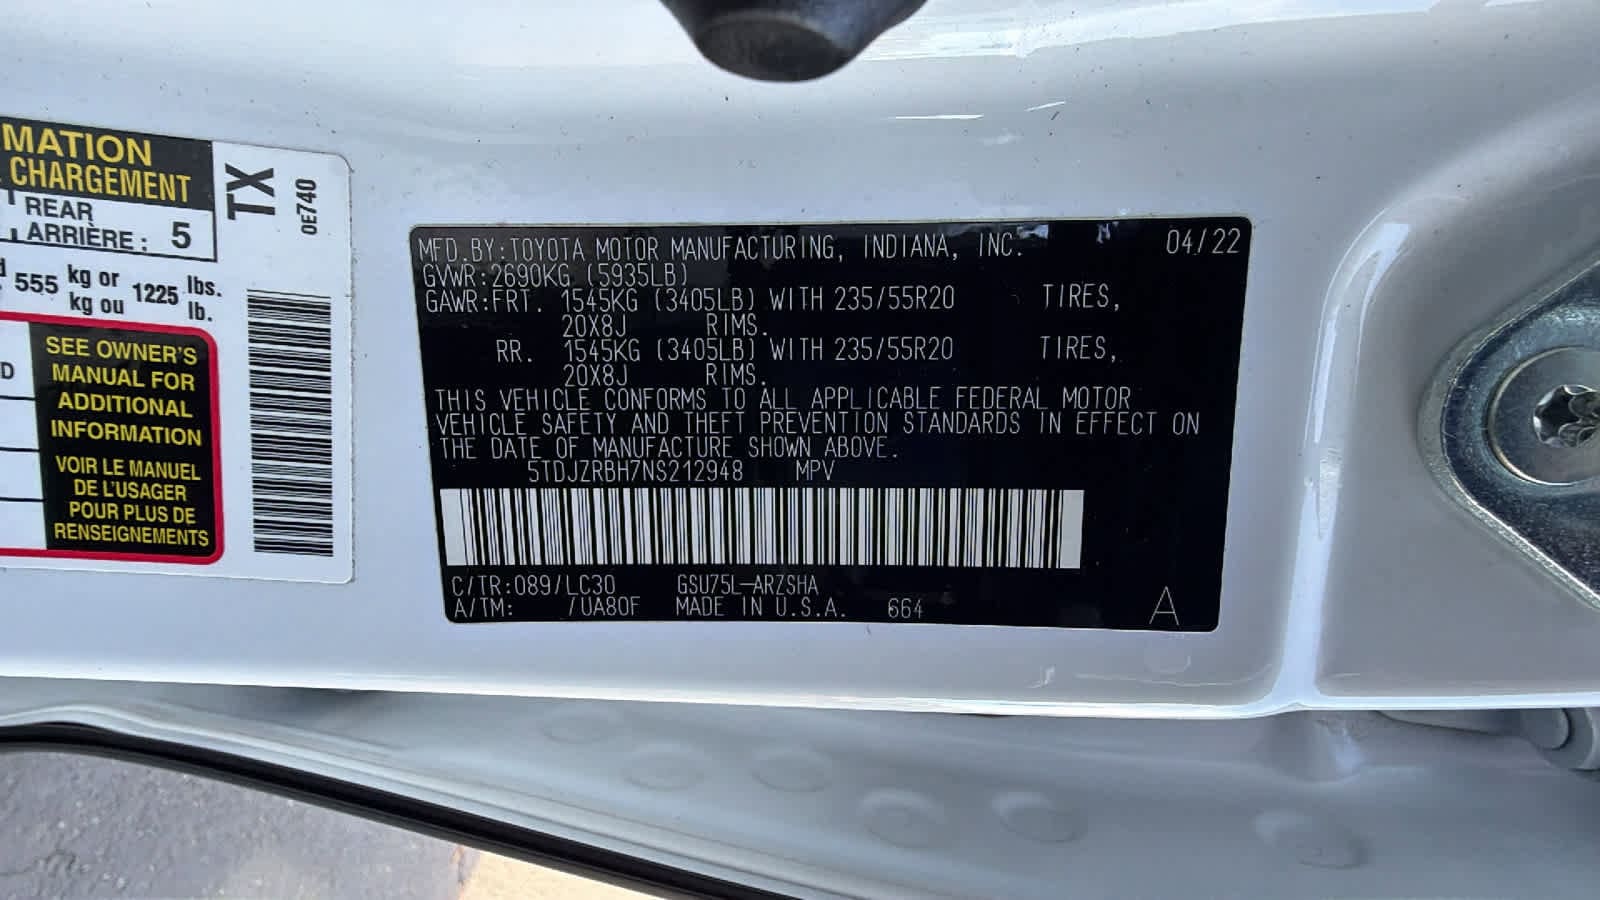 MATION
CHARGEMENT
REAR
ARRIÈRE : 5
555 kg or 1225 lbs.
kg ou lb.
TX
0E740
D
SEE OWNER'S
MANUAL FOR
ADDITIONAL
INFORMATION
VOIR LE MANUEL
DE L'USAGER
POUR PLUS DE
RENSEIGNEMENTS
MFD.BY:TOYOTA MOTOR MANUFACTURING, INDIANA, INC. 04/22
GVWR:2690KG (5935LB)
GAWR:FRT. 1545KG (3405LB) WITH 235/55R20 TIRES,
20X8J RIMS.
RR. 1545KG (3405LB) WITH 235/55R20 TIRES,
20X8J RIMS.
THIS VEHICLE CONFORMS TO ALL APPLICABLE FEDERAL MOTOR
VEHICLE SAFETY AND THEFT PREVENTION STANDARDS IN EFFECT ON
THE DATE OF MANUFACTURE SHOWN ABOVE.
5TDJZRBH7NS212948 MPV
C/TR:089/LC30 GSU75L-ARZSHA
A/TM: /UA80F MADE IN U.S.A. 664 A